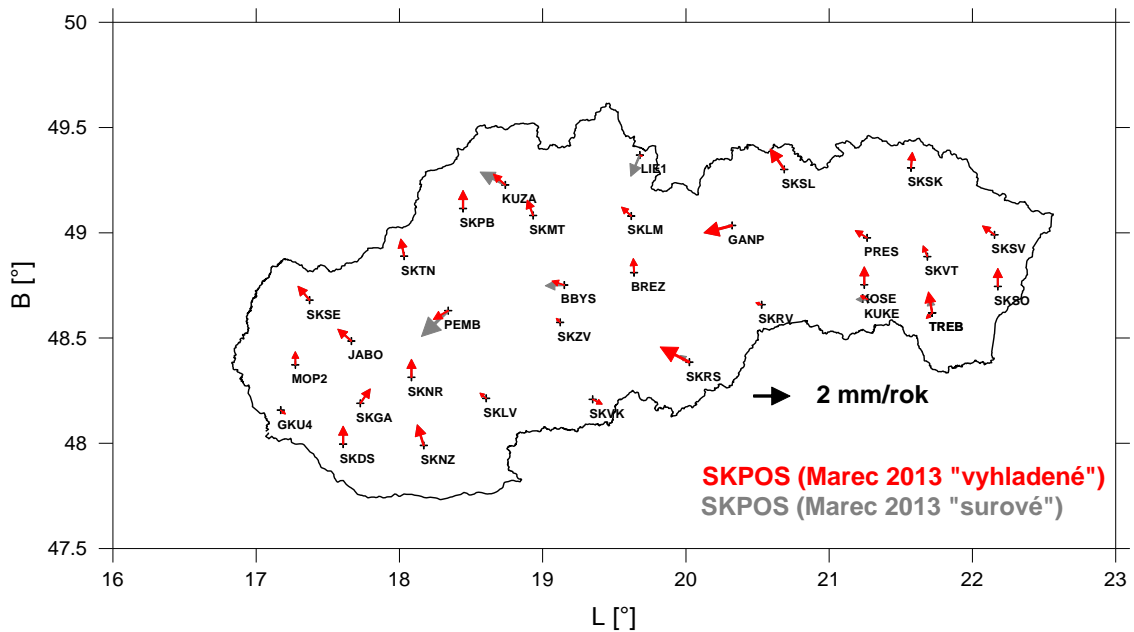 50
49.5
49
48.5
48
47.5
B [°]
16
17
18
19
20
21
22
23
L [°]
LIE1
SKSL
SKSK
KUZA
SKPB
SKMT
SKLM
GANP
PRES
SKSV
SKTN
SKVT
BBYS
BREZ
SKSE
PEMB
SKRV
KOSE
KUKE
SKSO
TREB
SKZV
JABO
MOP2
SKNR
SKRS
SKGA
SKLV
SKVK
GKU4
SKDS
SKNZ
2 mm/rok
SKPOS (Marec 2013 "vyhladené")
SKPOS (Marec 2013 "surové")